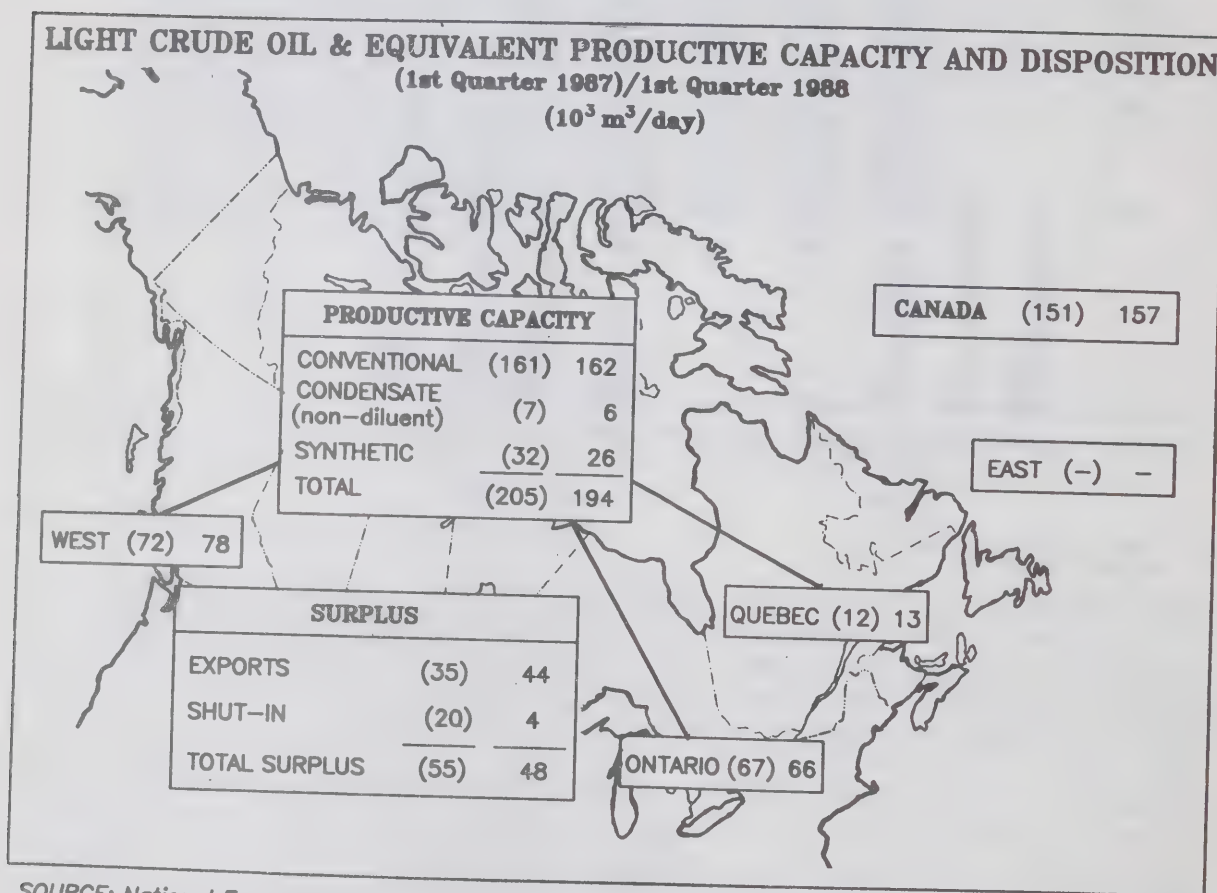 LIGHT CRUDE OIL & EQUIVALENT PRODUCTIVE CAPACITY AND DISPOSITION
(1st Quarter 1987)/1st Quarter 1988
(10³ m³/day)
PRODUCTIVE CAPACITY
CONVENTIONAL (161) 162
CONDENSATE
(non-diluent) (7) 6
SYNTHETIC (32) 26
TOTAL (205) 194
CANADA (151) 157
EAST (-) -
WEST (72) 78
QUEBEC (12) 13
SURPLUS
EXPORTS (35) 44
SHUT-IN (20) 4
TOTAL SURPLUS (55) 48
ONTARIO (67) 66
SOURCE: National